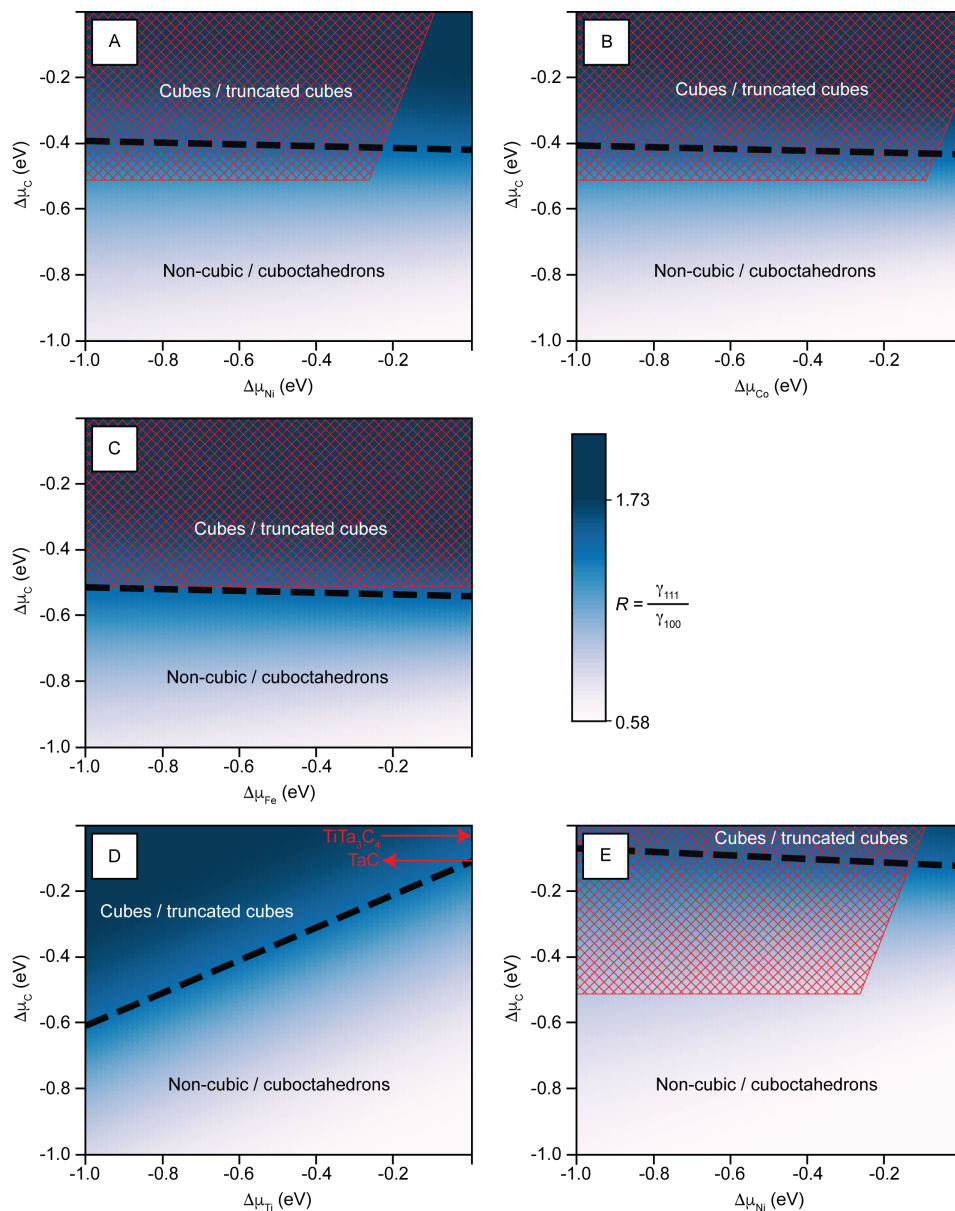 A
Cubes / truncated cubes
Non-cubic / cuboctahedrons
-0.2
-0.4
-0.6
-0.8
-1.0
Δμ_C (eV)
-1.0 -0.8 -0.6 -0.4 -0.2
Δμ_Ni (eV)
B
Cubes / truncated cubes
Non-cubic / cuboctahedrons
-0.2
-0.4
-0.6
-0.8
-1.0
Δμ_C (eV)
-1.0 -0.8 -0.6 -0.4 -0.2
Δμ_Co (eV)
C
Cubes / truncated cubes
Non-cubic / cuboctahedrons
-0.2
-0.4
-0.6
-0.8
-1.0
Δμ_C (eV)
-1.0 -0.8 -0.6 -0.4 -0.2
Δμ_Fe (eV)
1.73
R = γ_111 / γ_100
0.58
D
TiTa₃C₄
TaC
Cubes / truncated cubes
Non-cubic / cuboctahedrons
-0.2
-0.4
-0.6
-0.8
-1.0
Δμ_C (eV)
-1.0 -0.8 -0.6 -0.4 -0.2
Δμ_Ti (eV)
E
Cubes / truncated cubes
Non-cubic / cuboctahedrons
-0.2
-0.4
-0.6
-0.8
-1.0
Δμ_C (eV)
-1.0 -0.8 -0.6 -0.4 -0.2
Δμ_Ni (eV)